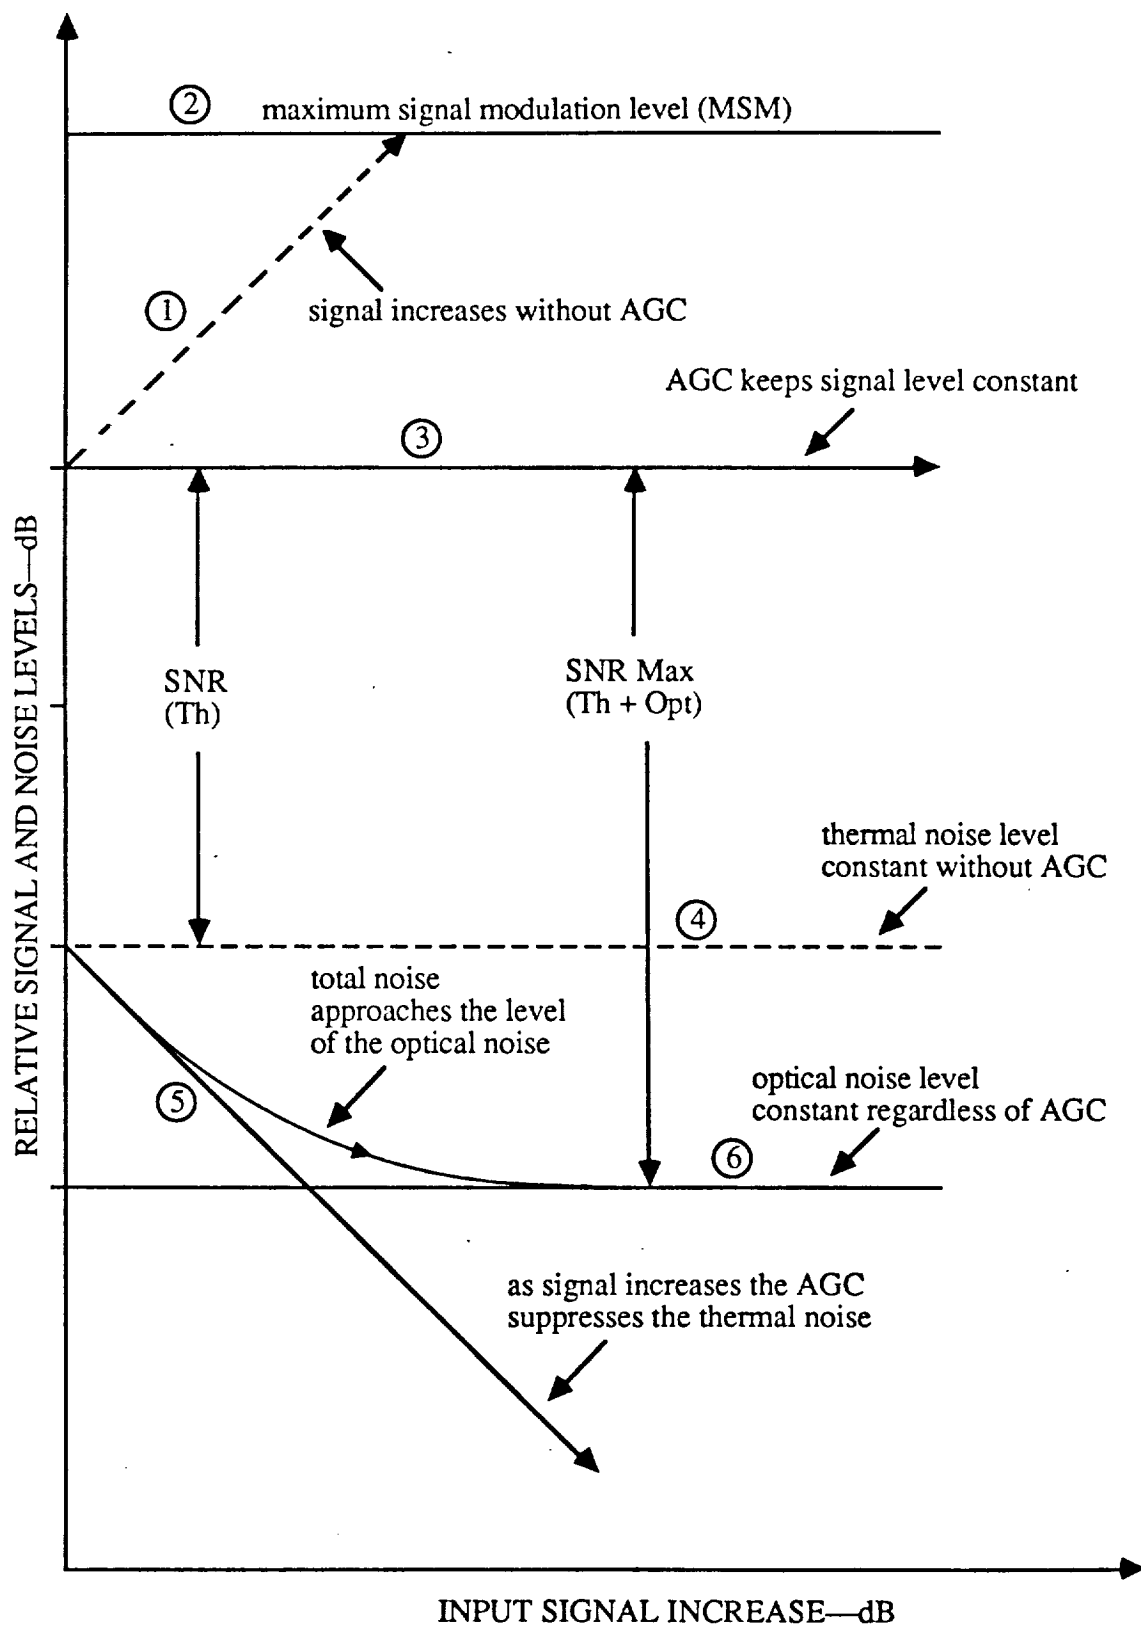 ②
maximum signal modulation level (MSM)
①
signal increases without AGC
AGC keeps signal level constant
③
RELATIVE SIGNAL AND NOISE LEVELS—dB
SNR
(Th)
SNR Max
(Th + Opt)
thermal noise level
constant without AGC
④
total noise
approaches the level
of the optical noise
⑤
optical noise level
constant regardless of AGC
⑥
as signal increases the AGC
suppresses the thermal noise
INPUT SIGNAL INCREASE—dB